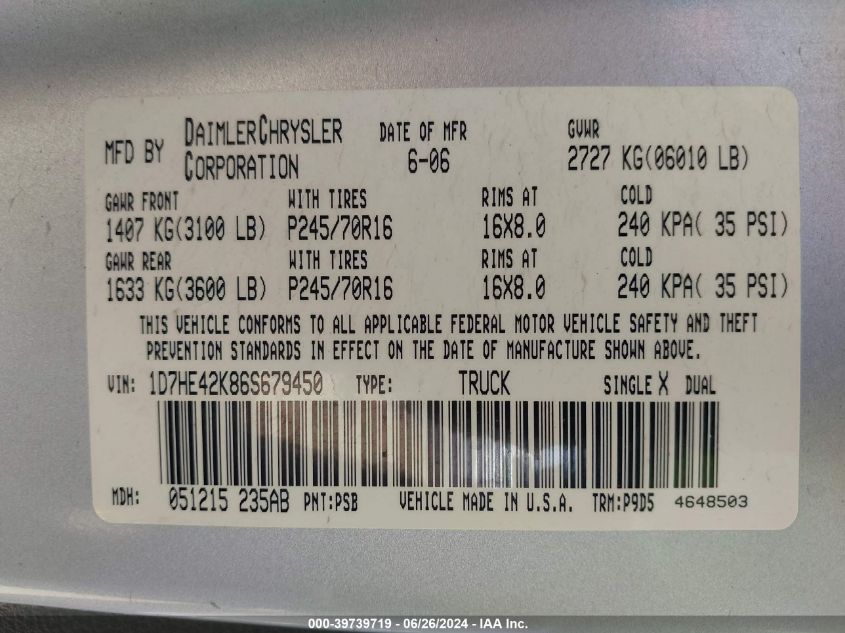 MFD BY DAIMLERCHRYSLER CORPORATION DATE OF MFR 6-06 GVWR 2727 KG(06010 LB)
GAWR FRONT WITH TIRES RIMS AT COLD
1407 KG(3100 LB) P245/70R16 16X8.0 240 KPA( 35 PSI)
GAWR REAR WITH TIRES RIMS AT COLD
1633 KG(3600 LB) P245/70R16 16X8.0 240 KPA( 35 PSI)
THIS VEHICLE CONFORMS TO ALL APPLICABLE FEDERAL MOTOR VEHICLE SAFETY AND THEFT
PREVENTION STANDARDS IN EFFECT ON THE DATE OF MANUFACTURE SHOWN ABOVE.
VIN: 1D7HE42K86S679450 TYPE: TRUCK SINGLE X DUAL
MDH: 051215 235AB PNT:PSB VEHICLE MADE IN U.S.A. TRM:P9D5 4648503
000-39739719 / 06/26/2024 - IAA Inc.